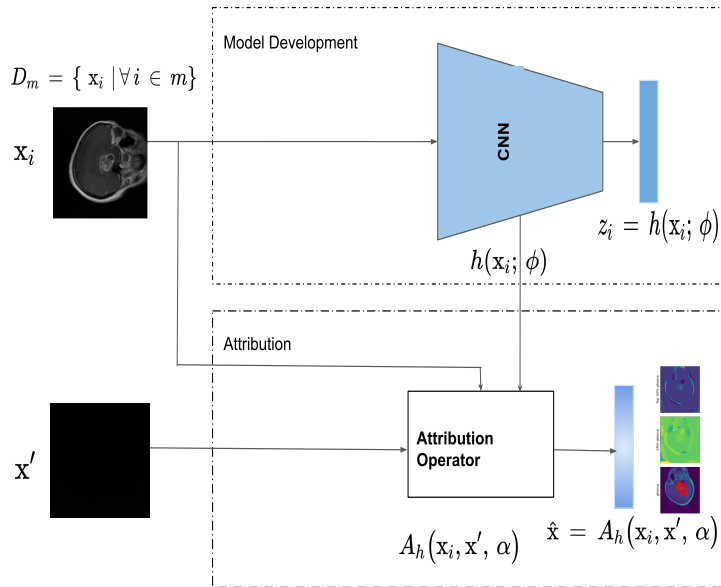 Model Development
D_m = { x_i | ∀ i ∈ m}
x_i
CNN
z_i = h(x_i; ϕ)
h(x_i; ϕ)
Attribution
x′
Attribution
Operator
A_h(x_i, x′, α)
x̂ = A_h(x_i, x′, α)